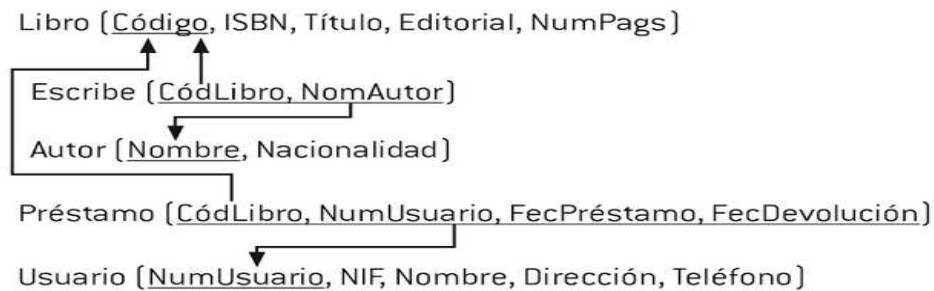 Libro (Código, ISBN, Título, Editorial, NumPags)
Escribe (CódLibro, NomAutor)
Autor (Nombre, Nacionalidad)
Préstamo (CódLibro, NumUsuario, FecPréstamo, FecDevolución)
Usuario (NumUsuario, NIF, Nombre, Dirección, Teléfono)